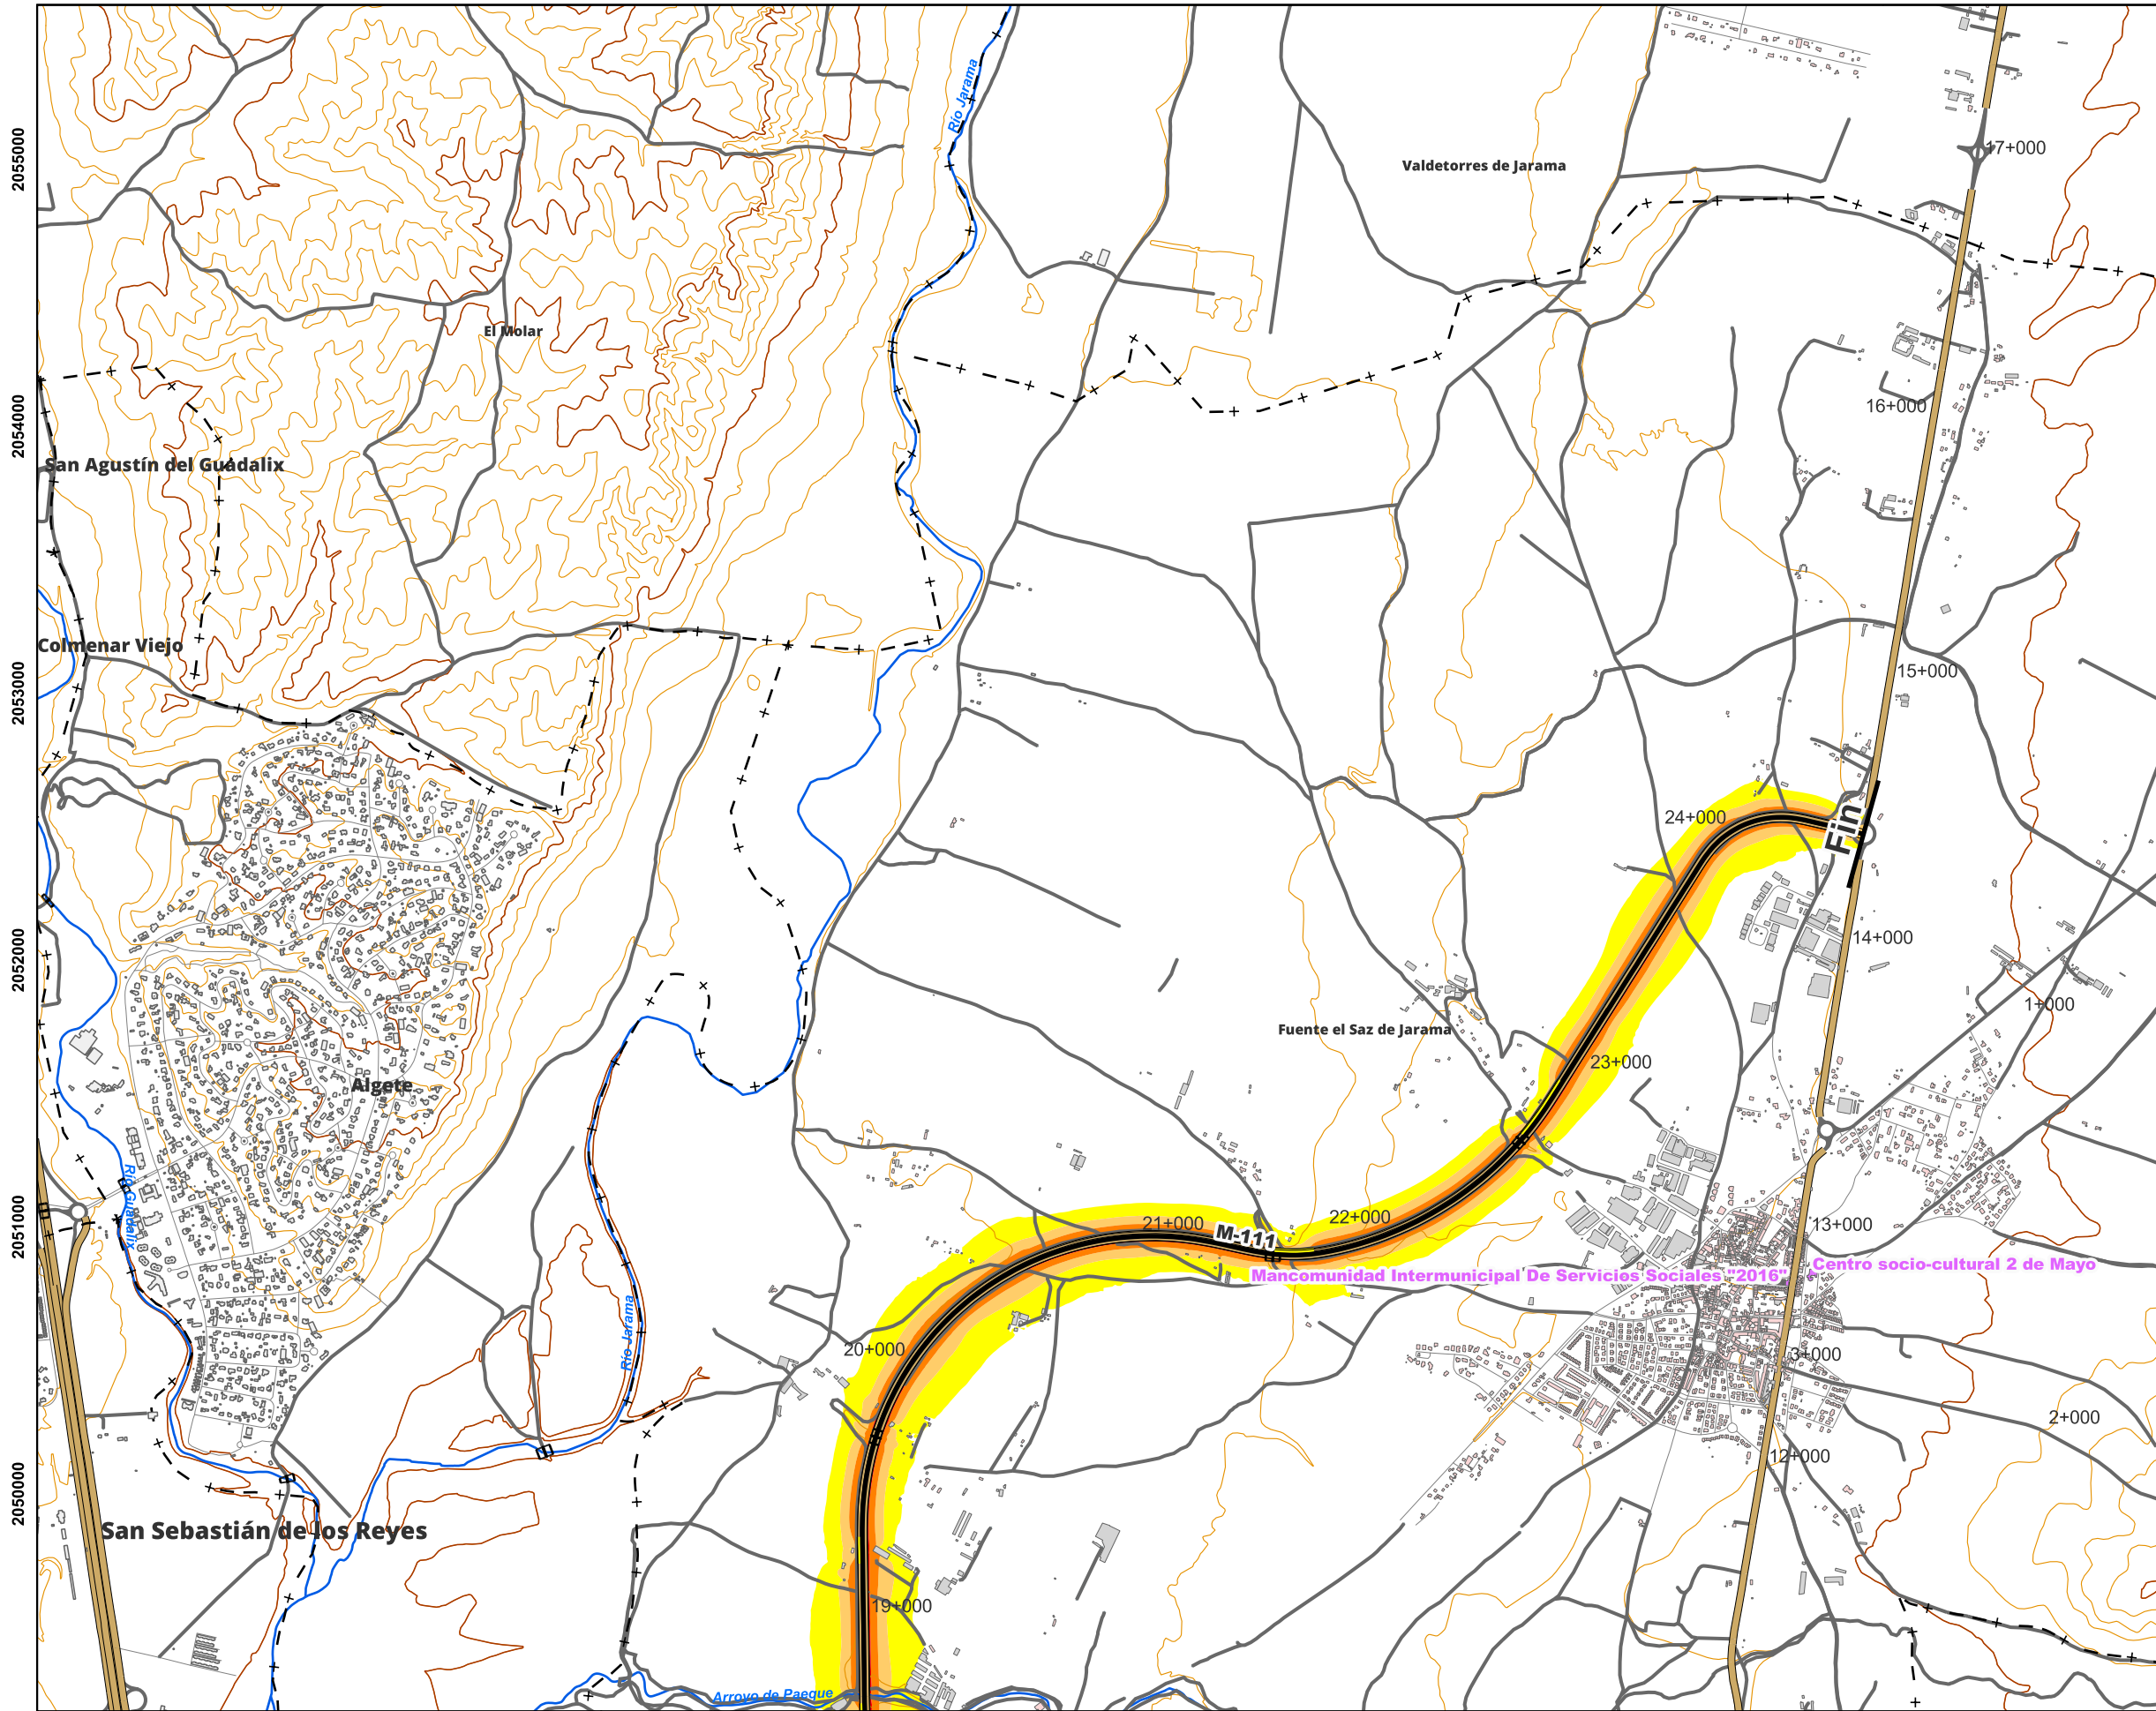 Río Jarama
2055000
17+000
Valdetorres de Jarama
El Molar
2054000
16+000
San Agustín del Guadalix
Colmenar Viejo
2053000
15+000
24+000
Fin
2052000
14+000
1+000
Fuente el Saz de Jarama
23+000
Algete
Río Guadalix
2051000
21+000
22+000
M-111
13+000
Centro socio-cultural 2 de Mayo
Mancomunidad Intermunicipal De Servicios Sociales "2016"
Río Jarama
20+000
3+000
2+000
12+000
2050000
San Sebastián de los Reyes
19+000
Arroyo de Paeque